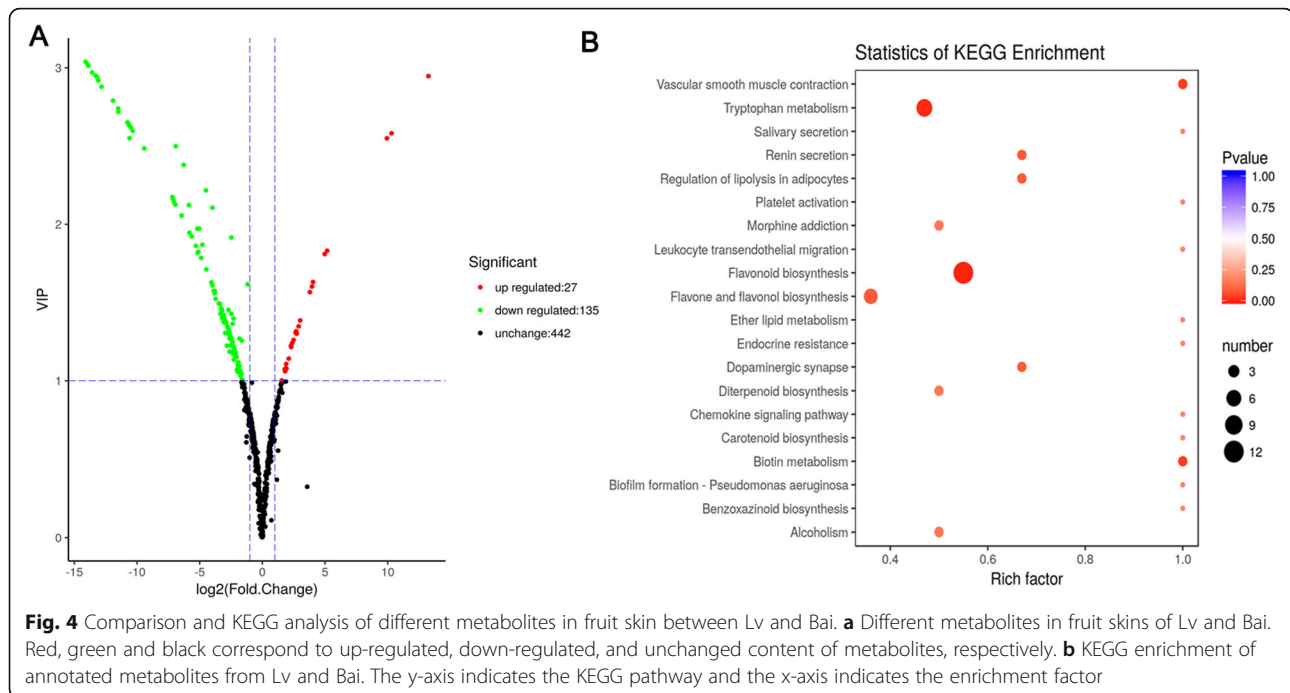 A
3
2
1
0
VIP
-15
-10
-5
0
5
10
log2(Fold.Change)
Significant
up regulated:27
down regulated:135
unchange:442
B
Statistics of KEGG Enrichment
Vascular smooth muscle contraction
Tryptophan metabolism
Salivary secretion
Renin secretion
Regulation of lipolysis in adipocytes
Platelet activation
Morphine addiction
Leukocyte transendothelial migration
Flavonoid biosynthesis
Flavone and flavonol biosynthesis
Ether lipid metabolism
Endocrine resistance
Dopaminergic synapse
Diterpenoid biosynthesis
Chemokine signaling pathway
Carotenoid biosynthesis
Biotin metabolism
Biofilm formation - Pseudomonas aeruginosa
Benzoxazinoid biosynthesis
Alcoholism
0.4
0.6
0.8
1.0
Rich factor
Pvalue
1.00
0.75
0.50
0.25
0.00
number
3
6
9
12
Fig. 4 Comparison and KEGG analysis of different metabolites in fruit skin between Lv and Bai. a Different metabolites in fruit skins of Lv and Bai.
Red, green and black correspond to up-regulated, down-regulated, and unchanged content of metabolites, respectively. b KEGG enrichment of
annotated metabolites from Lv and Bai. The y-axis indicates the KEGG pathway and the x-axis indicates the enrichment factor